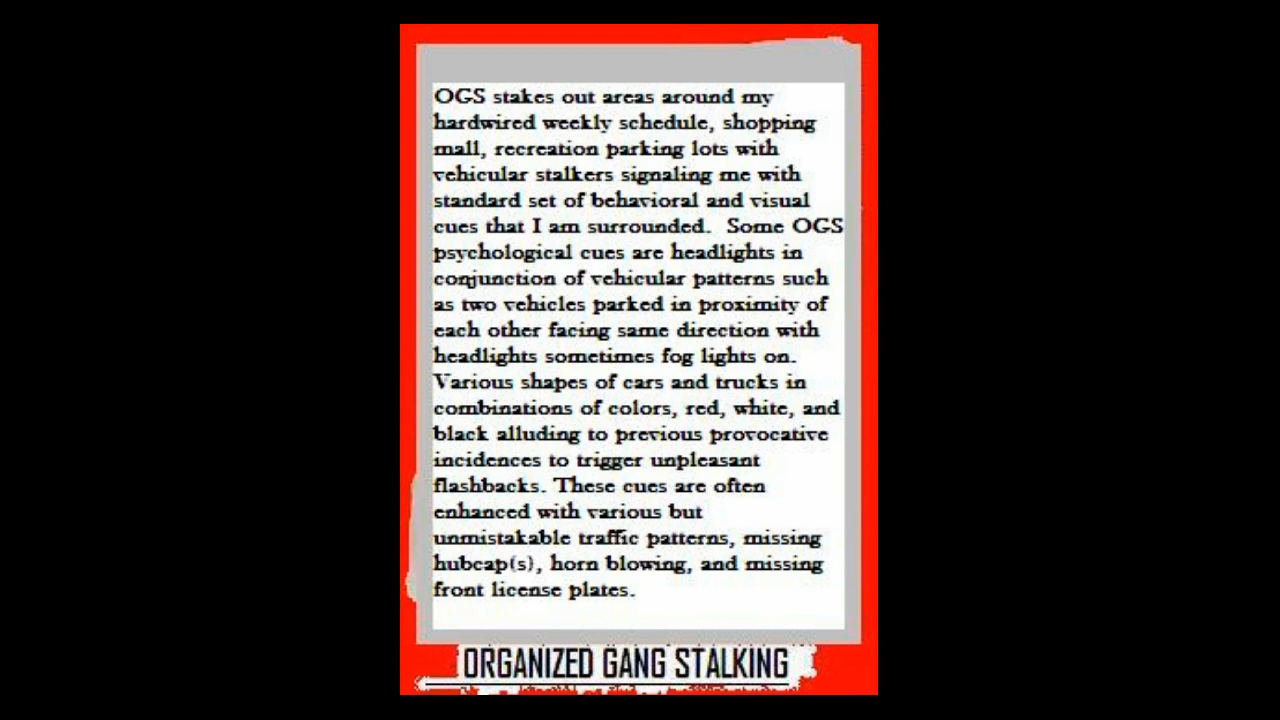 OGS stakes out areas around my
hardwired weekly schedule, shopping
mall, recreation parking lots with
vehicular stalkers signaling me with
standard set of behavioral and visual
cues that I am surrounded.  Some OGS
psychological cues are headlights in
conjunction of vehicular patterns such
as two vehicles parked in proximity of
each other facing same direction with
headlights sometimes fog lights on.
Various shapes of cars and trucks in
combinations of colors, red, white, and
black alluding to previous provocative
incidences to trigger unpleasant
flashbacks. These cues are often
enhanced with various but
unmistakable traffic patterns, missing
hubcap(s), horn blowing, and missing
front license plates.
ORGANIZED GANG STALKING